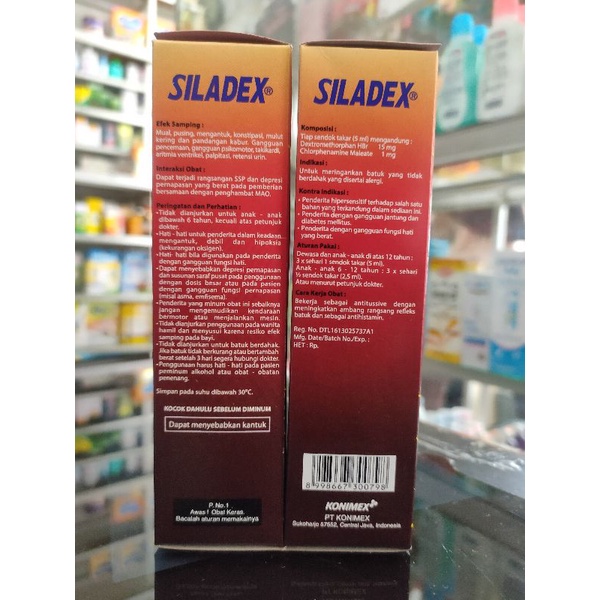 SILADEX®
Efek Samping :
Mual, pusing, mengantuk, konstipasi, mulut
kering dan pandangan kabur. Gangguan
pencernaan, gangguan psikomotor, takikardi,
aritmia ventrikel, palpitasi, retensi urin.
Interaksi Obat :
Dapat terjadi rangsangan SSP dan depresi
pernapasan yang berat pada pemberian
bersamaan dengan penghambat MAO.
Peringatan dan Perhatian :
•Tidak dianjurkan untuk anak - anak
dibawah 6 tahun, kecuali atas petunjuk
dokter.
•Hati - hati untuk penderita dalam keadaan
mengantuk, debil dan hipoksia
(kekurangan oksigen).
•Hati- hati bila digunakan pada penderita
dengan gangguan fungsi hati.
•Dapat menyebabkan depresi pernapasan
dan susunan saraf pusat pada penggunaan
dengan dosis besar atau pada pasien
dengan gangguan fungsi pernapasan
(misal asma, emfisema).
•Penderita yang minum obat ini sebaiknya
jangan mengemudikan kendaraan
bermotor atau menjalankan mesin.
•Tidak dianjurkan penggunaan pada wanita
hamil dan menyusui karena resiko efek
samping pada bayi.
•Tidak dianjurkan untuk batuk berdahak.
Jika batuk tidak berkurang atau bertambah
berat setelah 3 hari segera hubungi dokter.
•Penggunaan harus hati - hati pada pasien
peminum alkohol atau obat - obatan
penenang.
Simpan pada suhu dibawah 30°C.
KOCOK DAHULU SEBELUM DIMINUM
Dapat menyebabkan kantuk
P. No.1
Awas ! Obat Keras.
Bacalah aturan memakainya
SILADEX®
Komposisi :
Tiap sendok takar (5 ml) mengandung :
Dextromethorphan HBr 15 mg
Chlorphenamine Maleate 1 mg
Indikasi :
Untuk meringankan batuk yang tidak
berdahak yang disertai alergi.
Kontra Indikasi :
• Penderita hipersensitif terhadap salah satu
bahan yang terkandung dalam sediaan ini.
• Penderita dengan gangguan jantung dan
diabetes mellitus.
• Penderita dengan gangguan fungsi hati
yang berat.
Aturan Pakai :
Dewasa dan anak - anak di atas 12 tahun :
3 x sehari 1 sendok takar (5 ml).
Anak - anak 6 - 12 tahun : 3 x sehari
½ sendok takar (2,5 ml).
Atau menurut petunjuk dokter.
Cara Kerja Obat :
Bekerja sebagai antitussive dengan
meningkatkan ambang rangsang refleks
batuk dan sebagai antihistamin.
Reg. No. DTL1613025737A1
Mfg. Date/Batch No./Exp. :
HET : Rp.
8 998667 300798
KONIMEX
PT KONIMEX
Sukoharjo 57552, Central Java, Indonesia